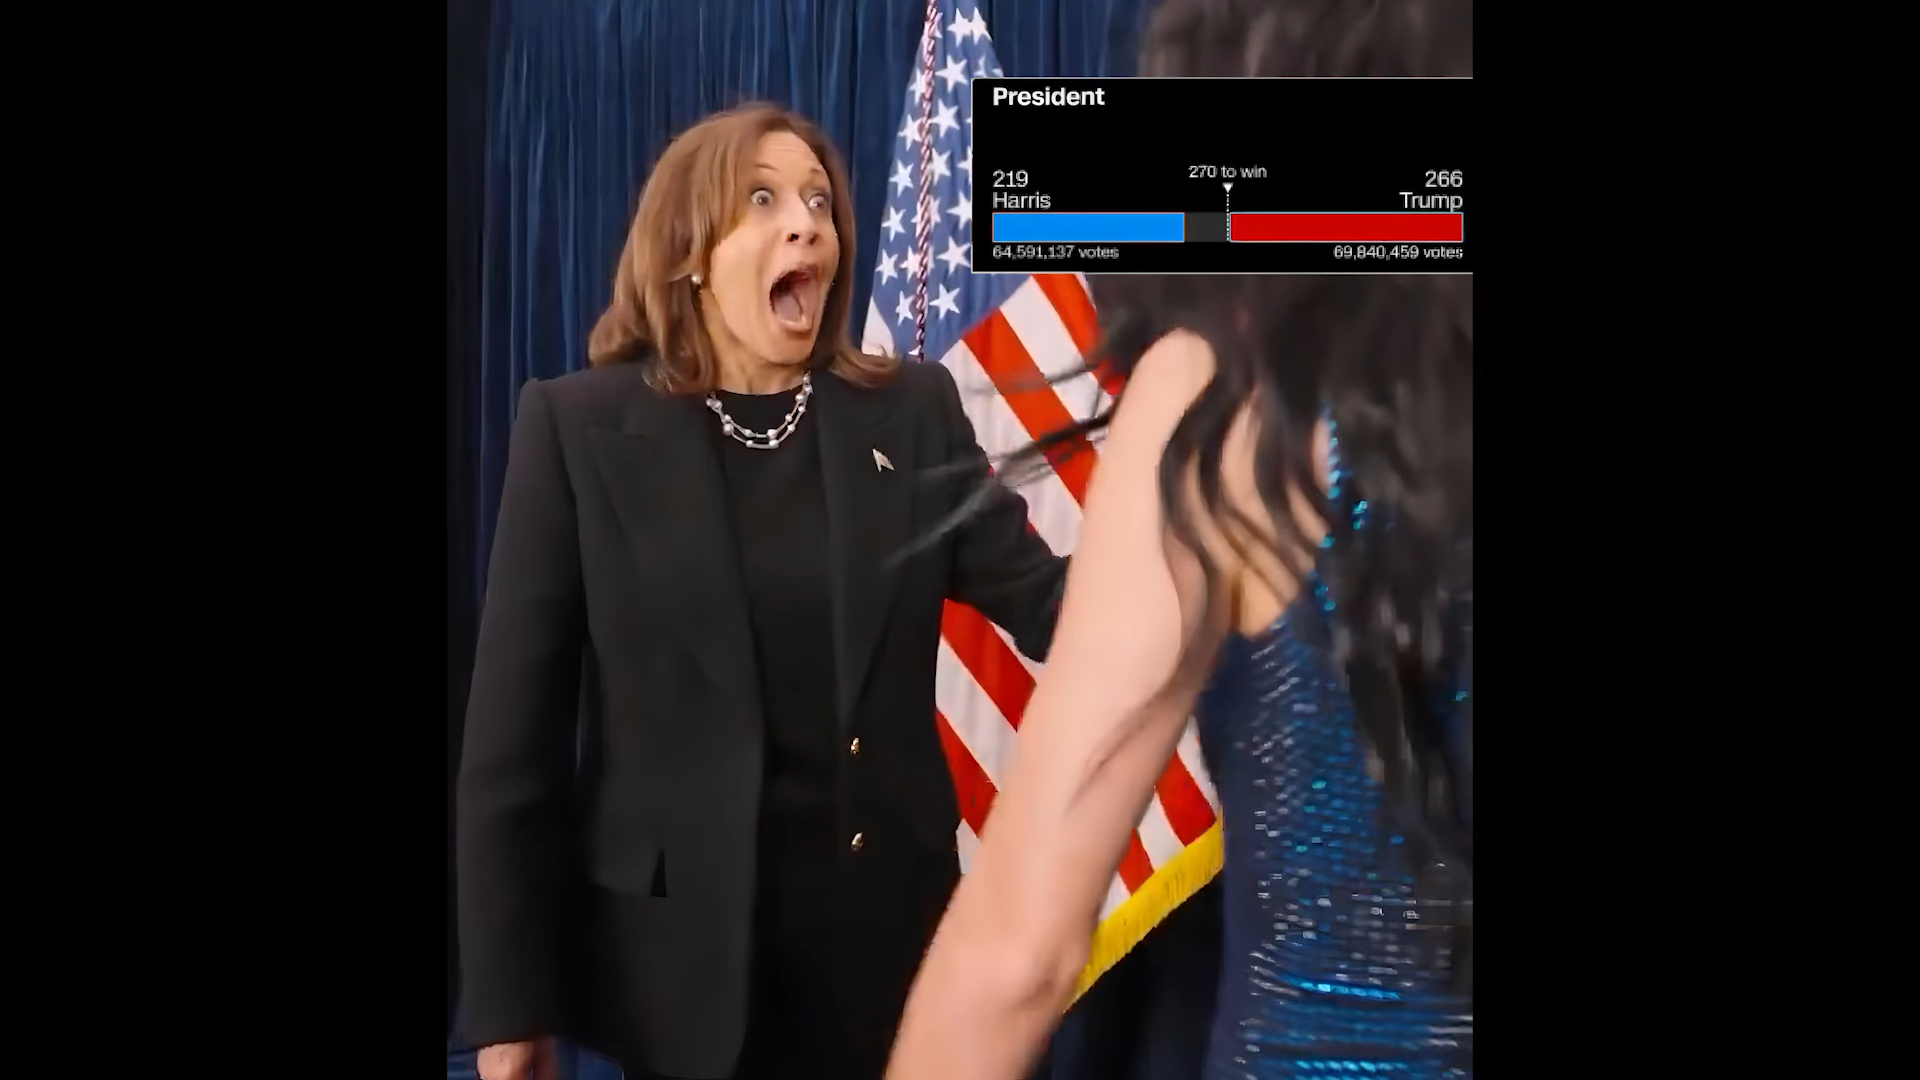 President
270 to win
219
266
Harris
Trump
64,591,137 votes
69,840,459 votes